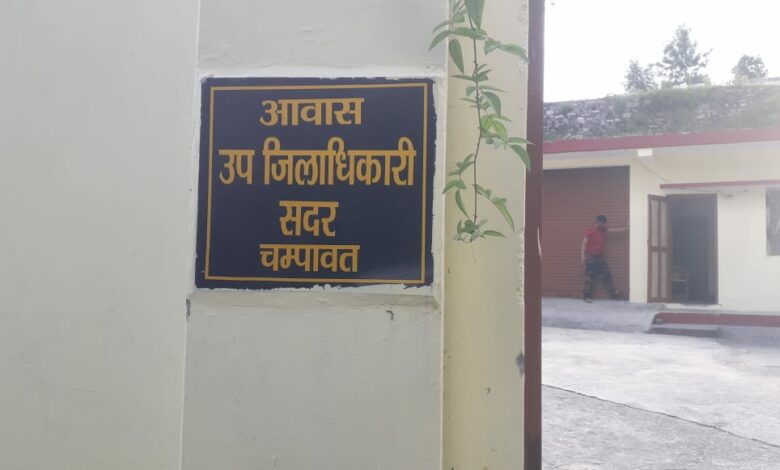 आवास
उप जिलाधिकारी
सदर
चम्पावत